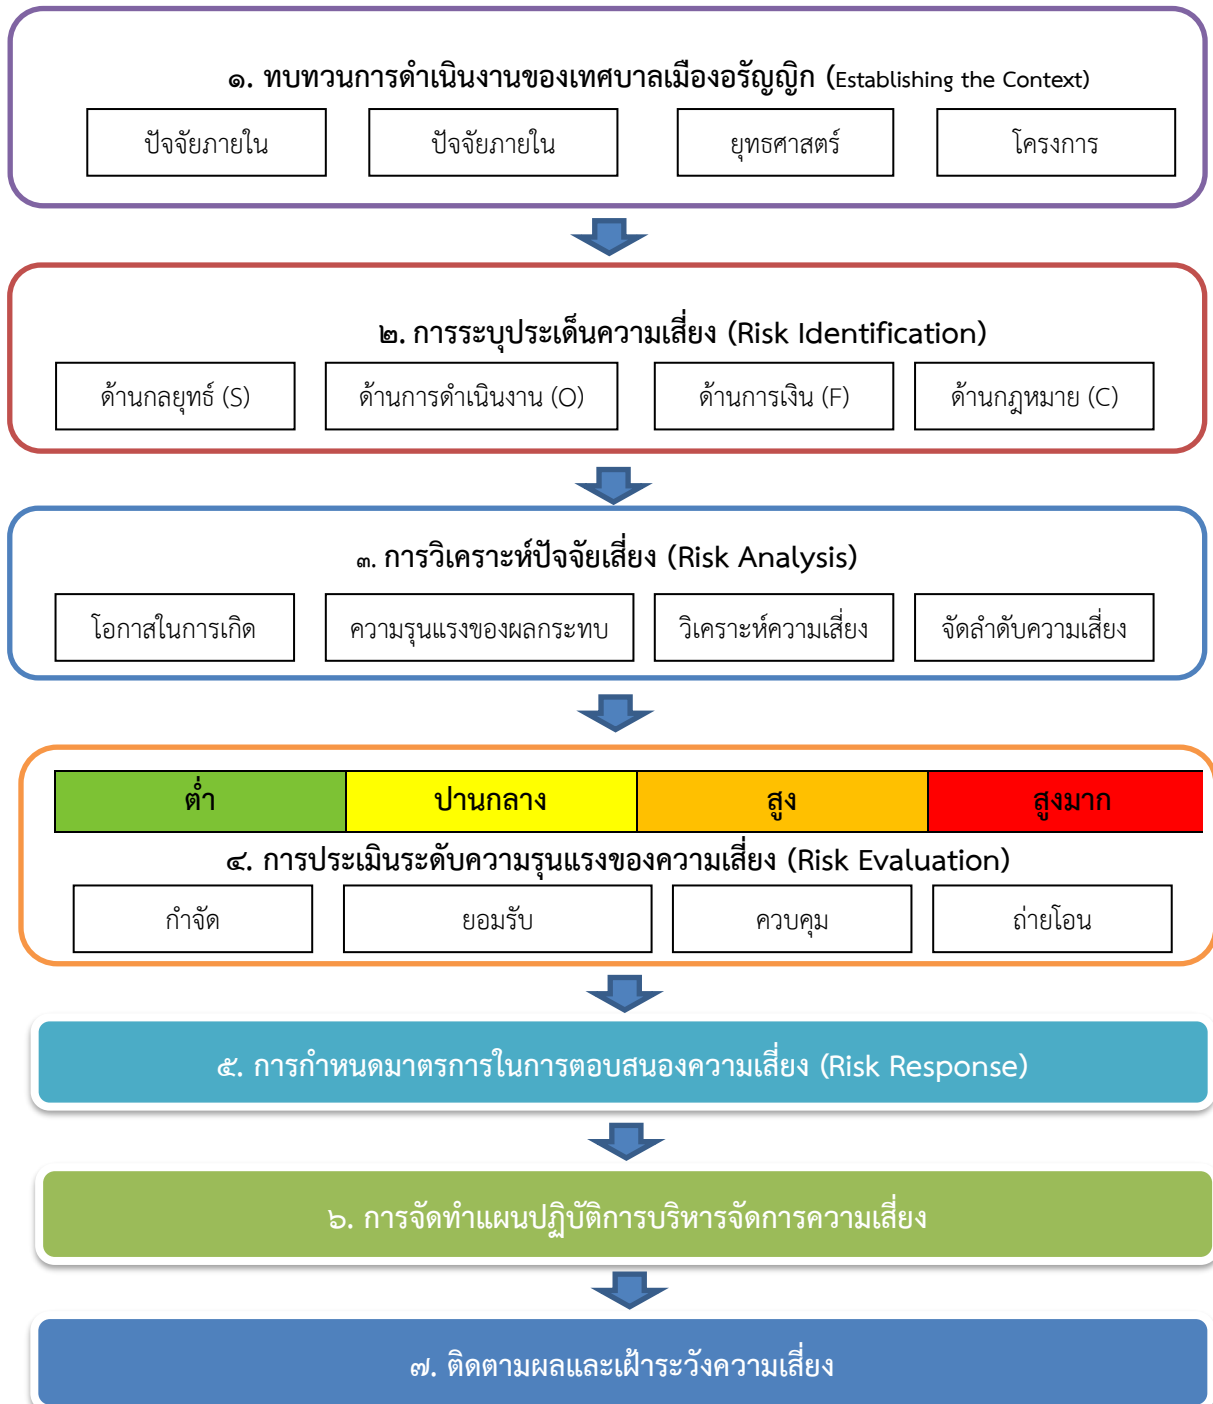 ๑. ทบทวนการดำเนินงานของเทศบาลเมืองอรัญญิก (Establishing the Context)
ปัจจัยภายใน ปัจจัยภายใน ยุทธศาสตร์ โครงการ
๒. การระบุประเด็นความเสี่ยง (Risk Identification)
ด้านกลยุทธ์ (S) ด้านการดำเนินงาน (O) ด้านการเงิน (F) ด้านกฎหมาย (C)
๓. การวิเคราะห์ปัจจัยเสี่ยง (Risk Analysis)
โอกาสในการเกิด ความรุนแรงของผลกระทบ วิเคราะห์ความเสี่ยง จัดลำดับความเสี่ยง
ต่ำ ปานกลาง สูง สูงมาก
๔. การประเมินระดับความรุนแรงของความเสี่ยง (Risk Evaluation)
กำจัด ยอมรับ ควบคุม ถ่ายโอน
๕. การกำหนดมาตรการในการตอบสนองความเสี่ยง (Risk Response)
๖. การจัดทำแผนปฏิบัติการบริหารจัดการความเสี่ยง
๗. ติดตามผลและเฝ้าระวังความเสี่ยง